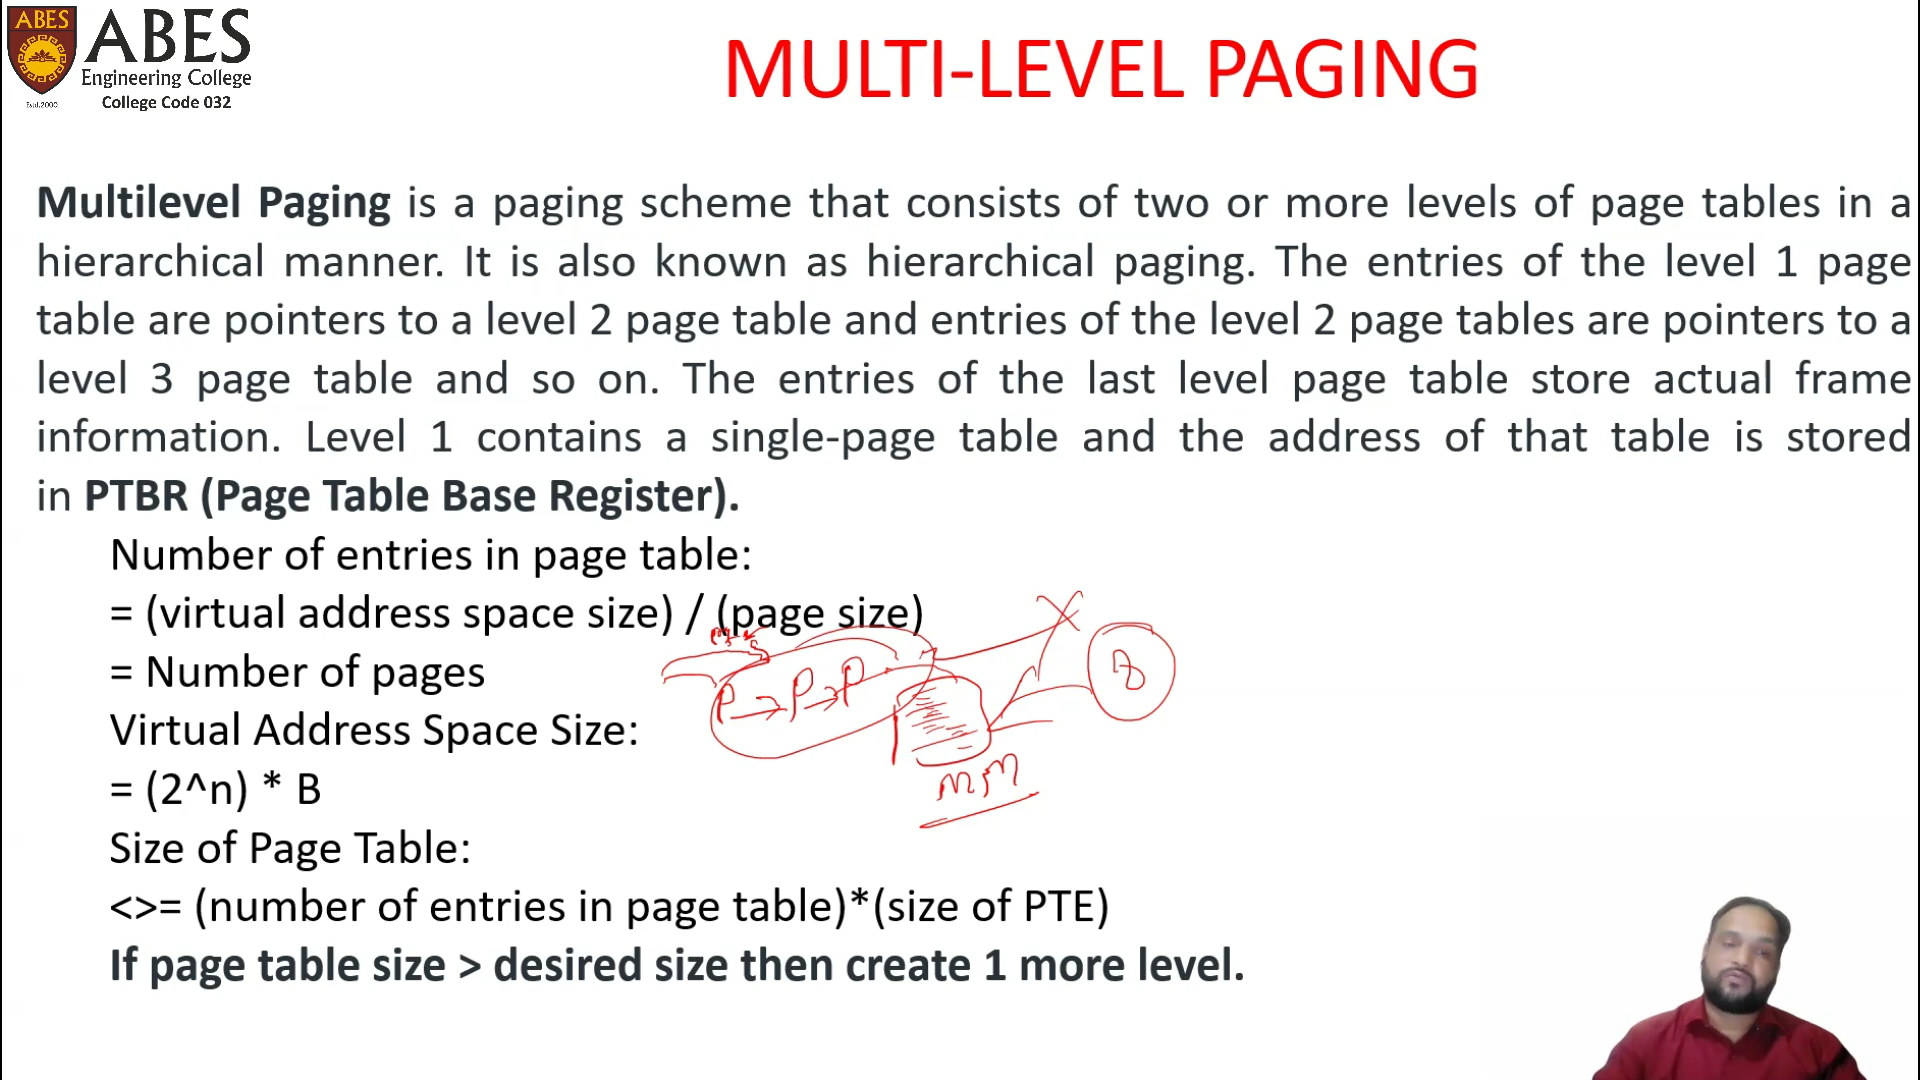 ABES
ABES
Engineering College
College Code 032
Estd.2000
MULTI-LEVEL PAGING
Multilevel Paging is a paging scheme that consists of two or more levels of page tables in a
hierarchical manner. It is also known as hierarchical paging. The entries of the level 1 page
table are pointers to a level 2 page table and entries of the level 2 page tables are pointers to a
level 3 page table and so on. The entries of the last level page table store actual frame
information. Level 1 contains a single-page table and the address of that table is stored
in PTBR (Page Table Base Register).
Number of entries in page table:
= (virtual address space size) / (page size)
= Number of pages
P → P → P
Virtual Address Space Size:
= (2^n) * B
MM
Size of Page Table:
<>= (number of entries in page table)*(size of PTE)
If page table size > desired size then create 1 more level.